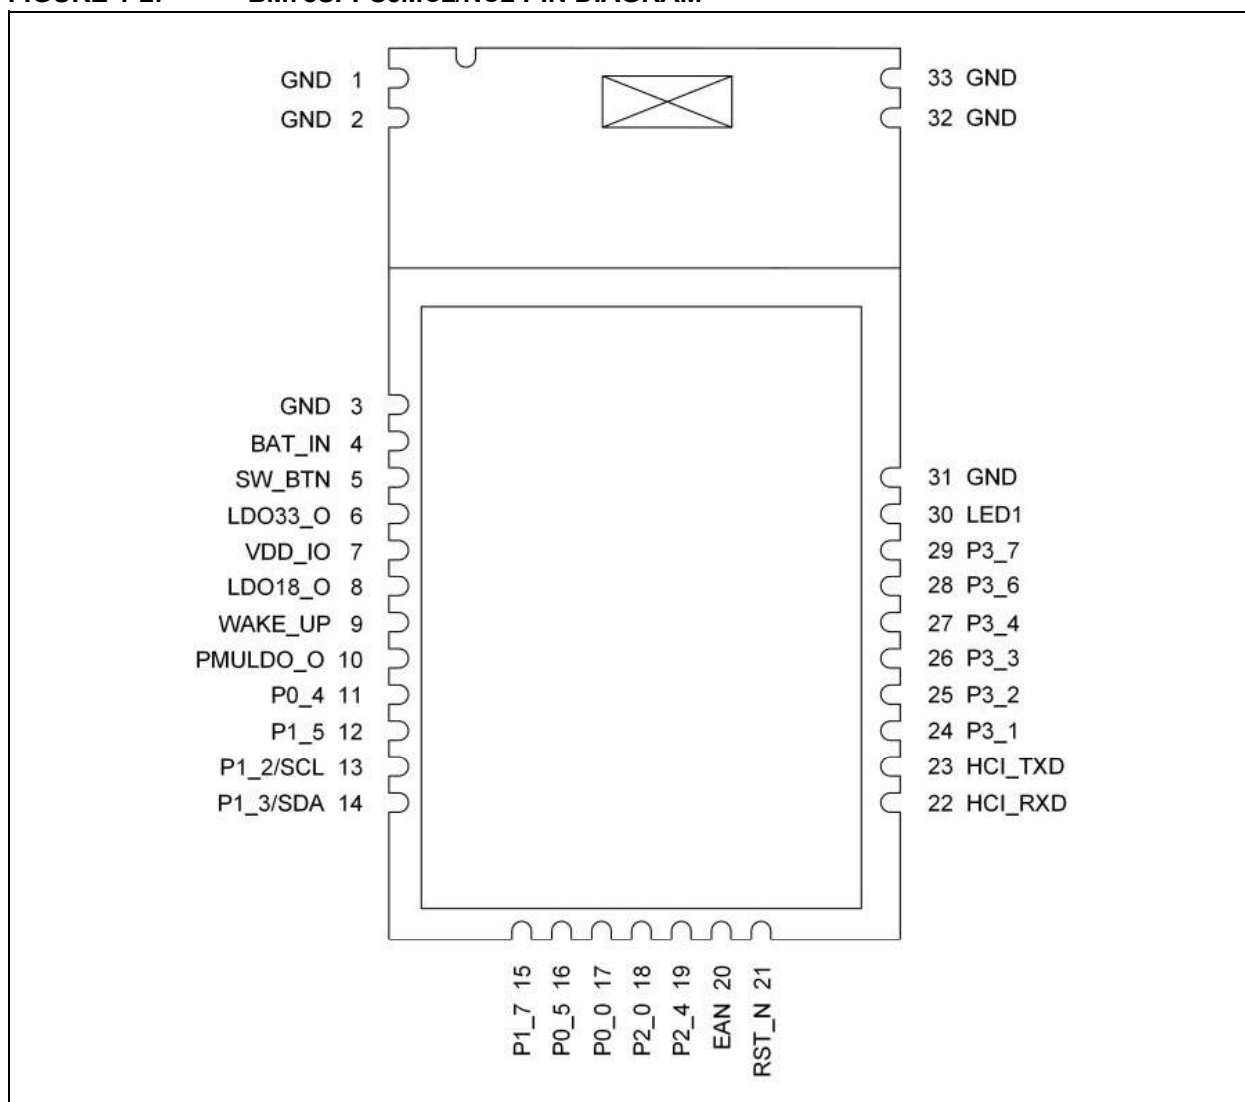 GND 1
GND 2
33 GND
32 GND
GND 3
BAT_IN 4
SW_BTN 5
LDO33_O 6
VDD_IO 7
LDO18_O 8
WAKE_UP 9
PMULDO_O 10
P0_4 11
P1_5 12
P1_2/SCL 13
P1_3/SDA 14
31 GND
30 LED1
29 P3_7
28 P3_6
27 P3_4
26 P3_3
25 P3_2
24 P3_1
23 HCI_TXD
22 HCI_RXD
P1_7 15
P0_5 16
P0_0 17
P2_0 18
P2_4 19
EAN 20
RST_N 21